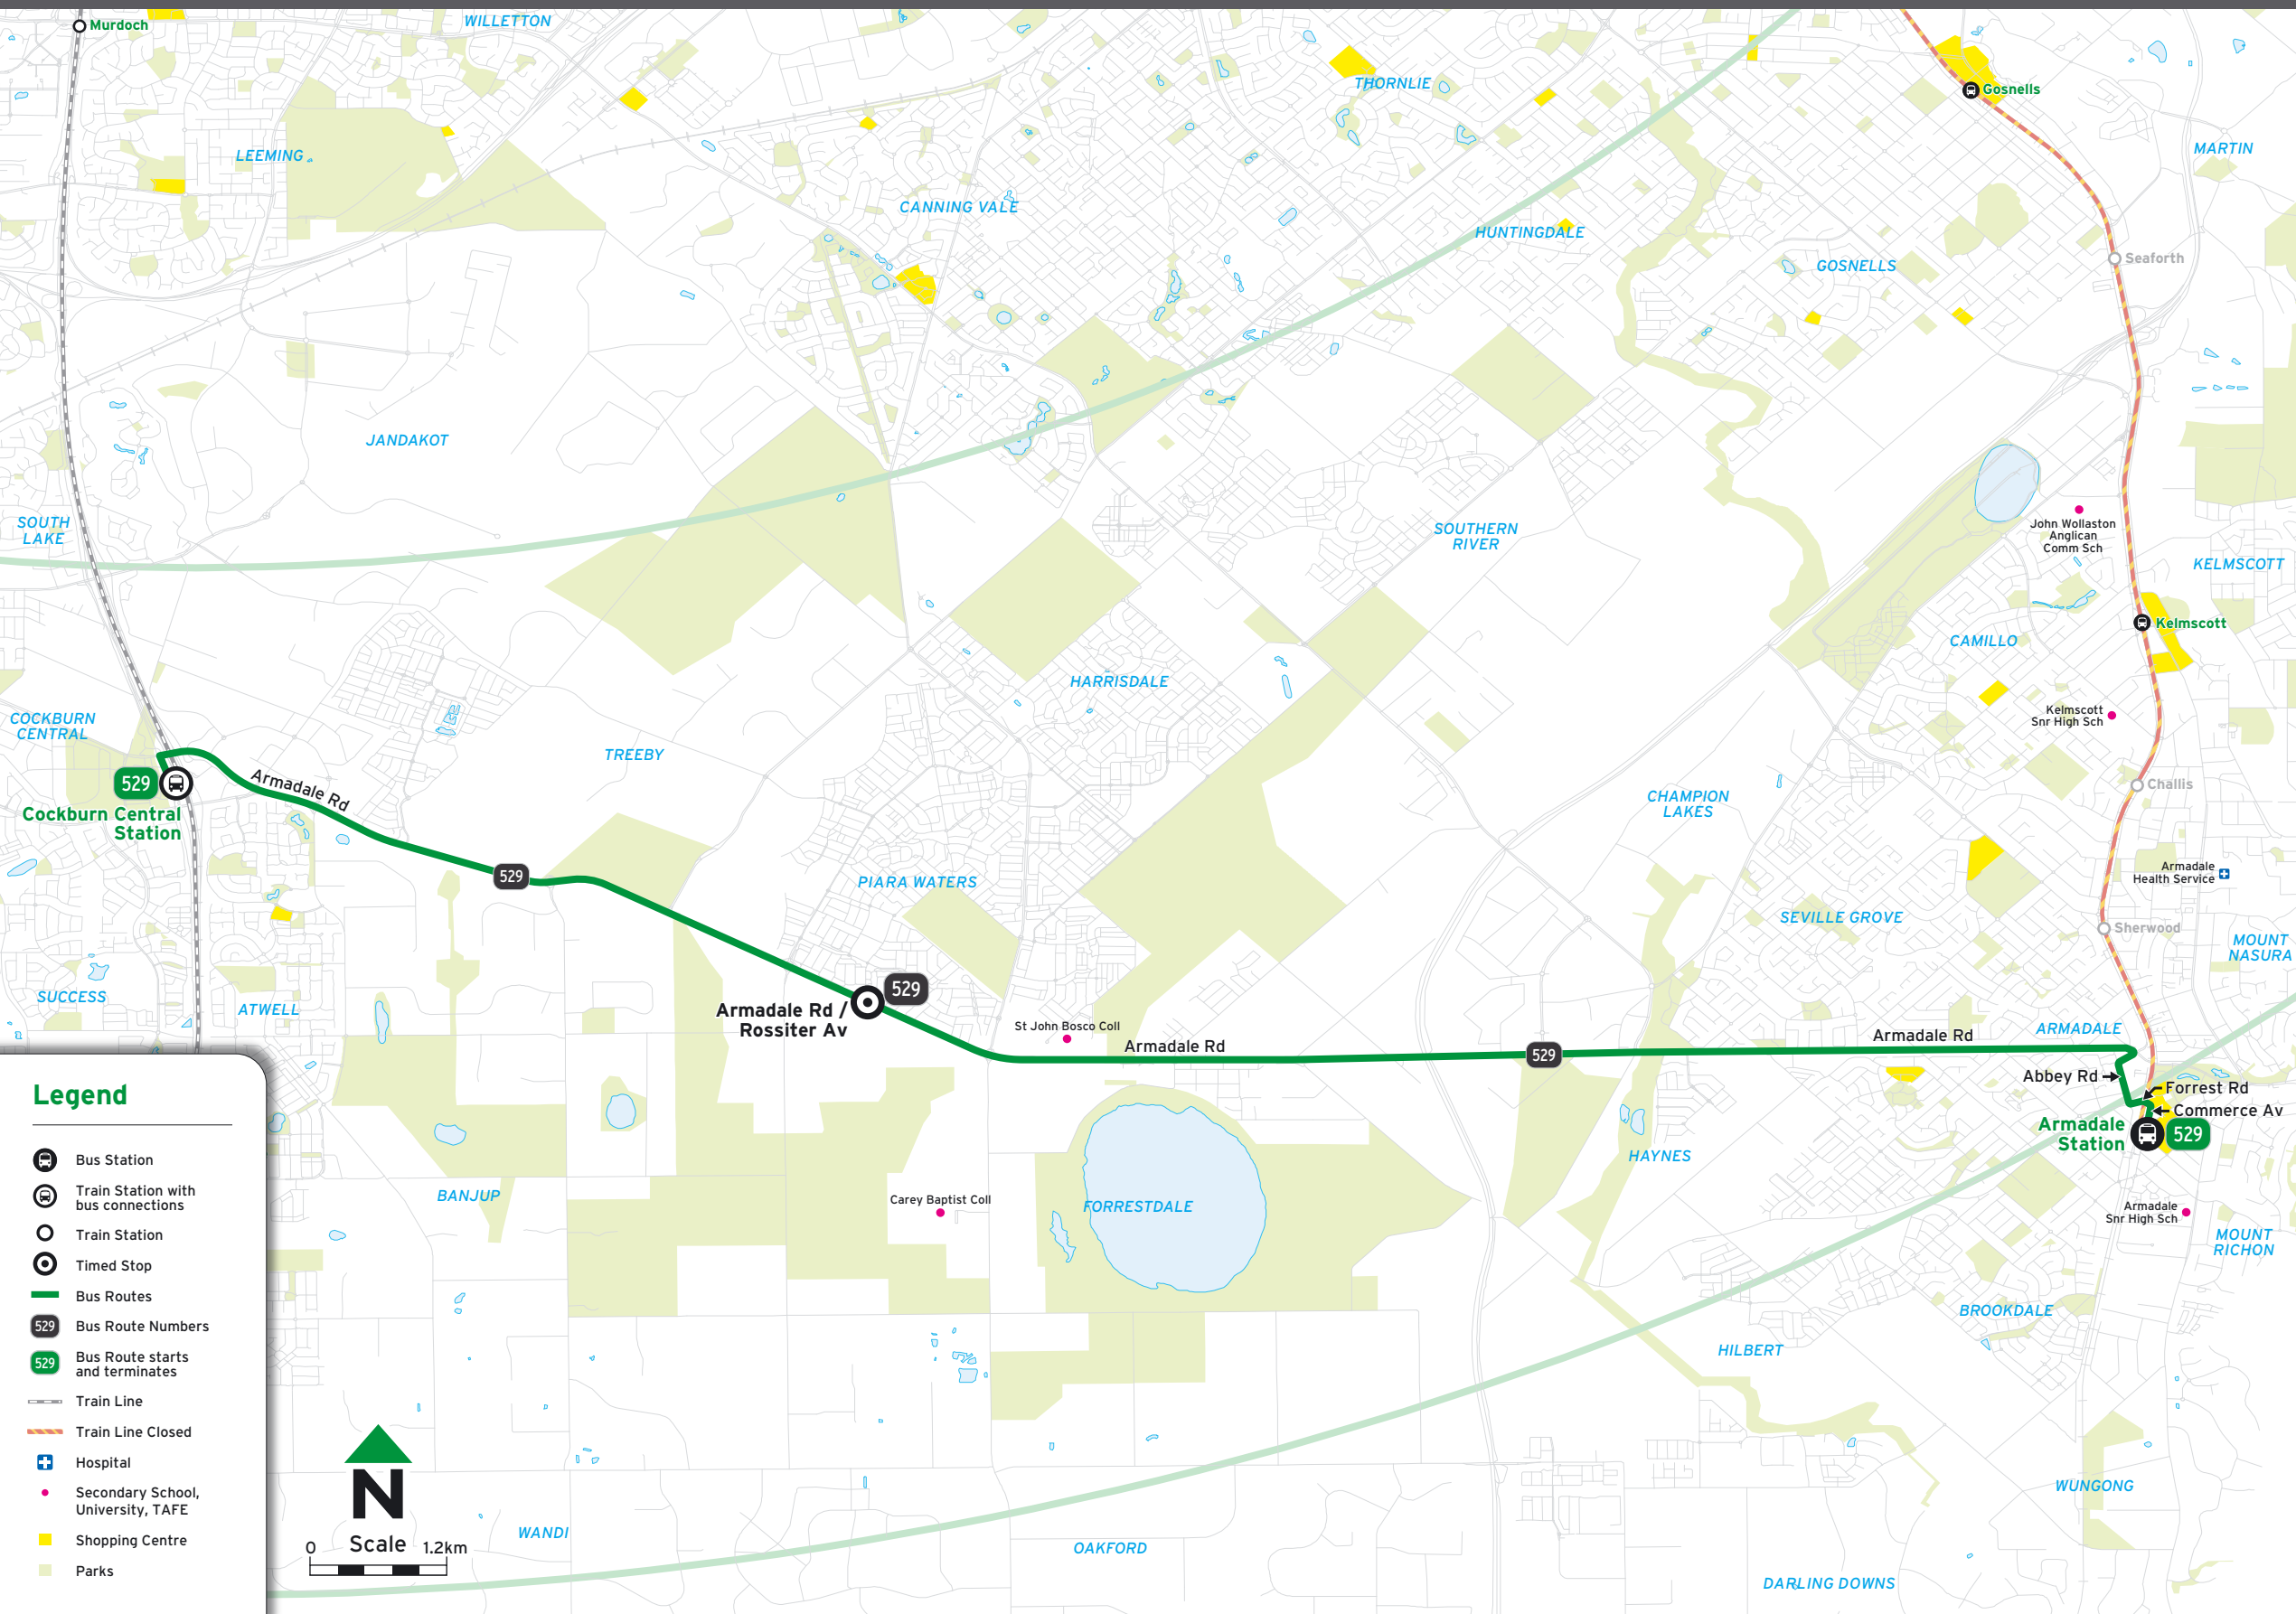 Murdoch
WILLETTON
THORNLIE
Gosnells
LEEMING
MARTIN
CANNING VALE
HUNTINGDALE
GOSNELLS
Seaforth
JANDAKOT
SOUTH
LAKE
SOUTHERN
RIVER
John Wollaston
Anglican
Comm Sch
KELMSCOTT
Kelmscott
CAMILLO
HARRISDALE
Kelmscott
Snr High Sch
COCKBURN
CENTRAL
TREEBY
529
Cockburn Central
Station
Armadale Rd
Challis
CHAMPION
LAKES
529
PIARA WATERS
Armadale
Health Service
SEVILLE GROVE
Sherwood
MOUNT
NASURA
SUCCESS
ATWELL
529
Armadale Rd /
Rossiter Av
St John Bosco Coll
Armadale Rd
529
Armadale Rd
ARMADALE
Abbey Rd
Forrest Rd
Commerce Av
Armadale
Station
529
HAYNES
BANJUP
Carey Baptist Coll
FORRESTDALE
Armadale
Snr High Sch
MOUNT
RICHON
BROOKDALE
HILBERT
WUNGONG
WANDI
OAKFORD
DARLING DOWNS
Legend
Bus Station
Train Station with
bus connections
Train Station
Timed Stop
Bus Routes
529
Bus Route Numbers
529
Bus Route starts
and terminates
Train Line
Train Line Closed
Hospital
Secondary School,
University, TAFE
Shopping Centre
Parks
N
Scale
0
1.2km